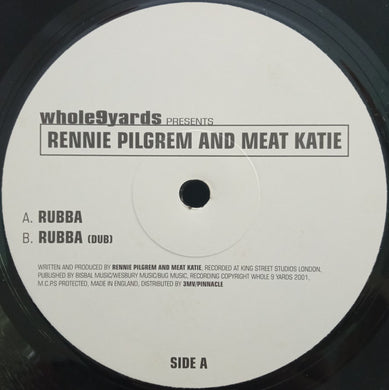 whole9yards PRESENTS
RENNIE PILGREM AND MEAT KATIE
A. RUBBA
B. RUBBA (DUB)
WRITTEN AND PRODUCED BY RENNIE PILGREM AND MEAT KATIE, RECORDED AT KING STREET STUDIOS LONDON,
PUBLISHED BY BISBAL MUSIC/WESBURY MUSIC/BUG MUSIC, RECORDING COPYRIGHT WHOLE 9 YARDS 2001,
M.C.P.S PROTECTED, MADE IN ENGLAND, DISTRIBUTED BY 3MV/PINNACLE
SIDE A